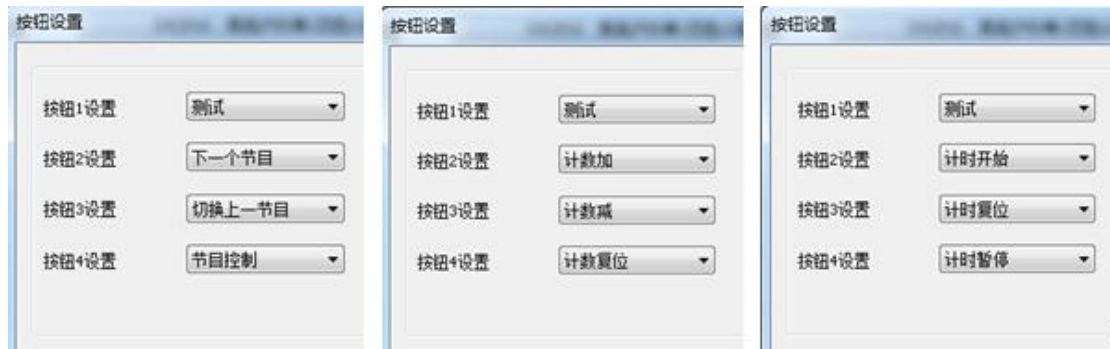 按钮设置
按钮1设置 测试
按钮2设置 下一个节目
按钮3设置 切换上一节目
按钮4设置 节目控制
按钮设置
按钮1设置 测试
按钮2设置 计数加
按钮3设置 计数减
按钮4设置 计数复位
按钮设置
按钮1设置 测试
按钮2设置 计时开始
按钮3设置 计时复位
按钮4设置 计时暂停